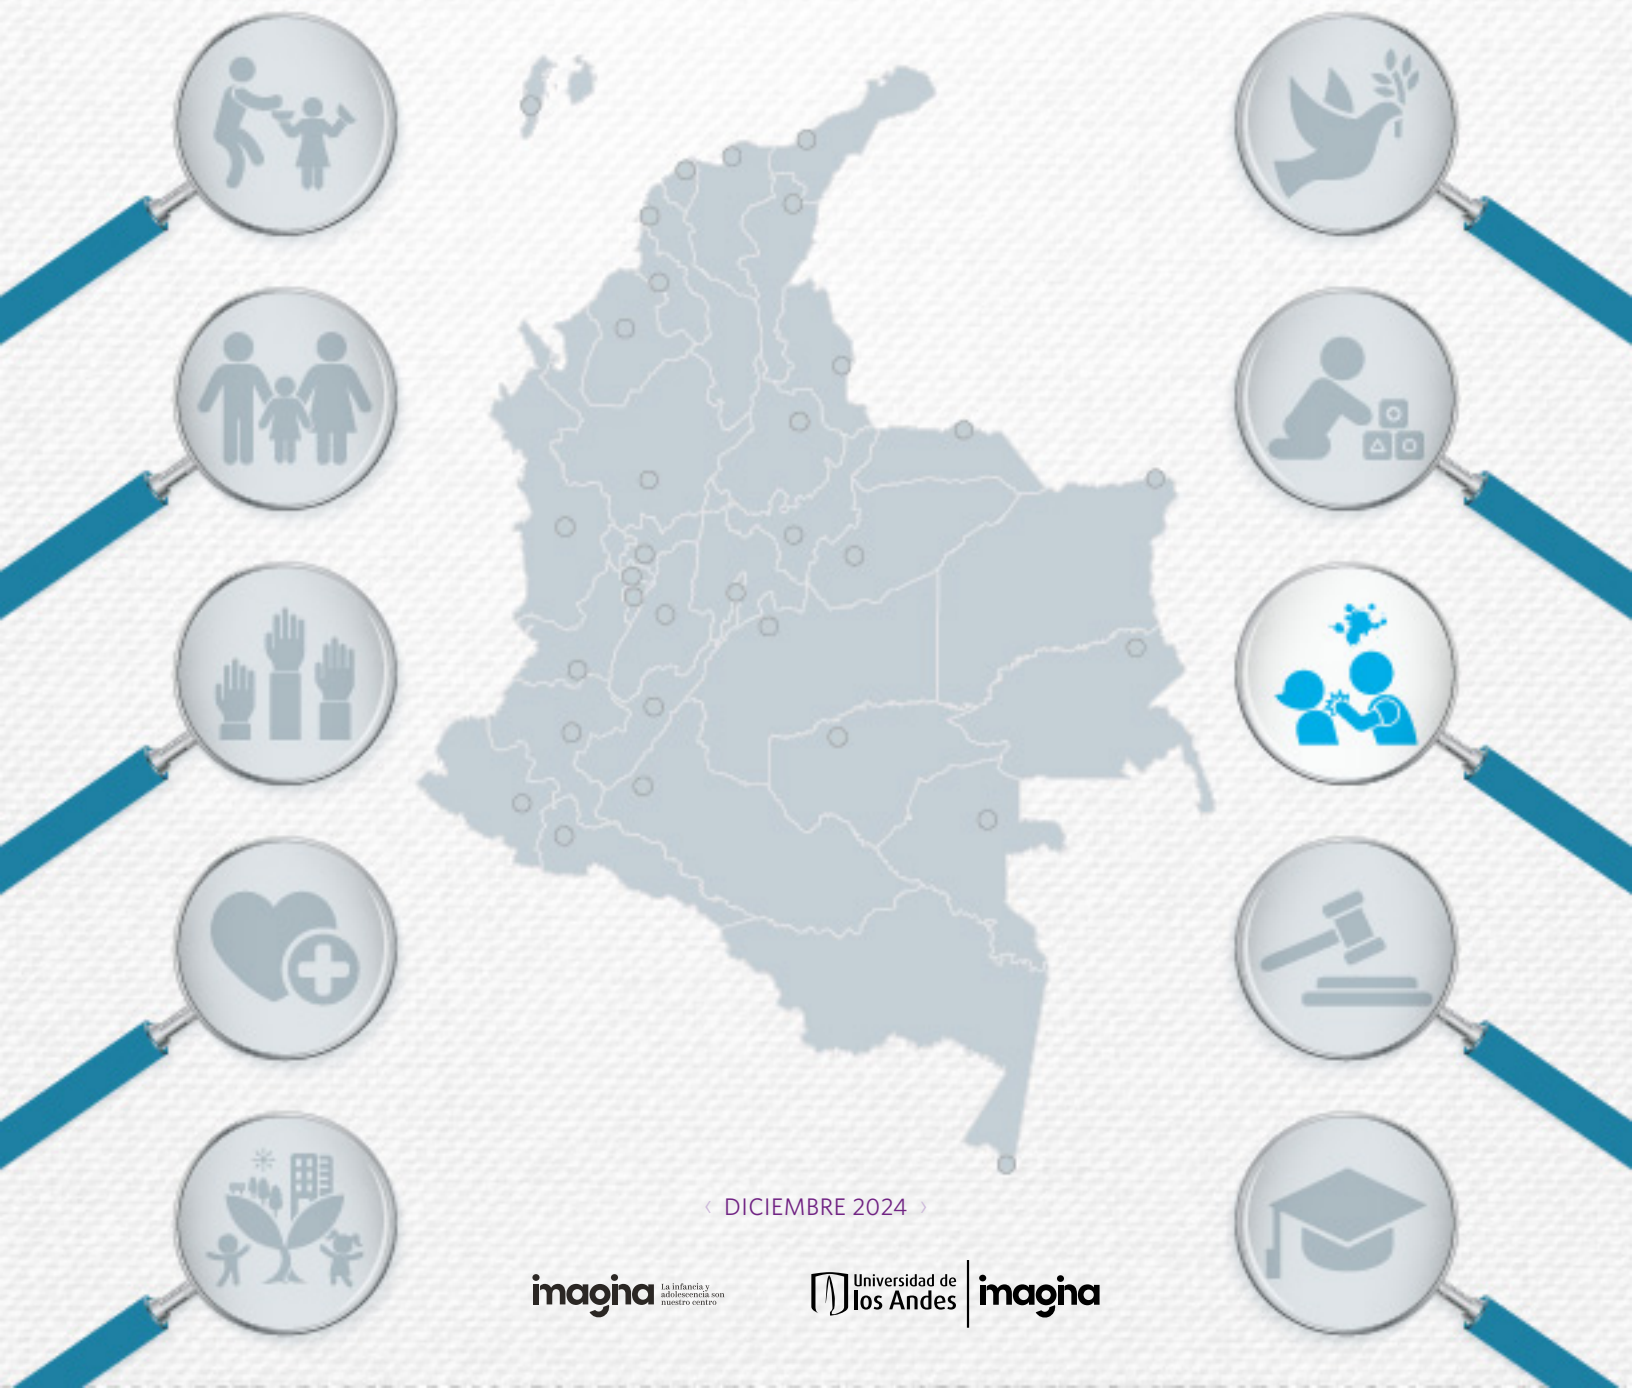 ‹ DICIEMBRE 2024 ›
imagina
La infancia y
adolescencia son
nuestro centro
Universidad de
los Andes
imagina